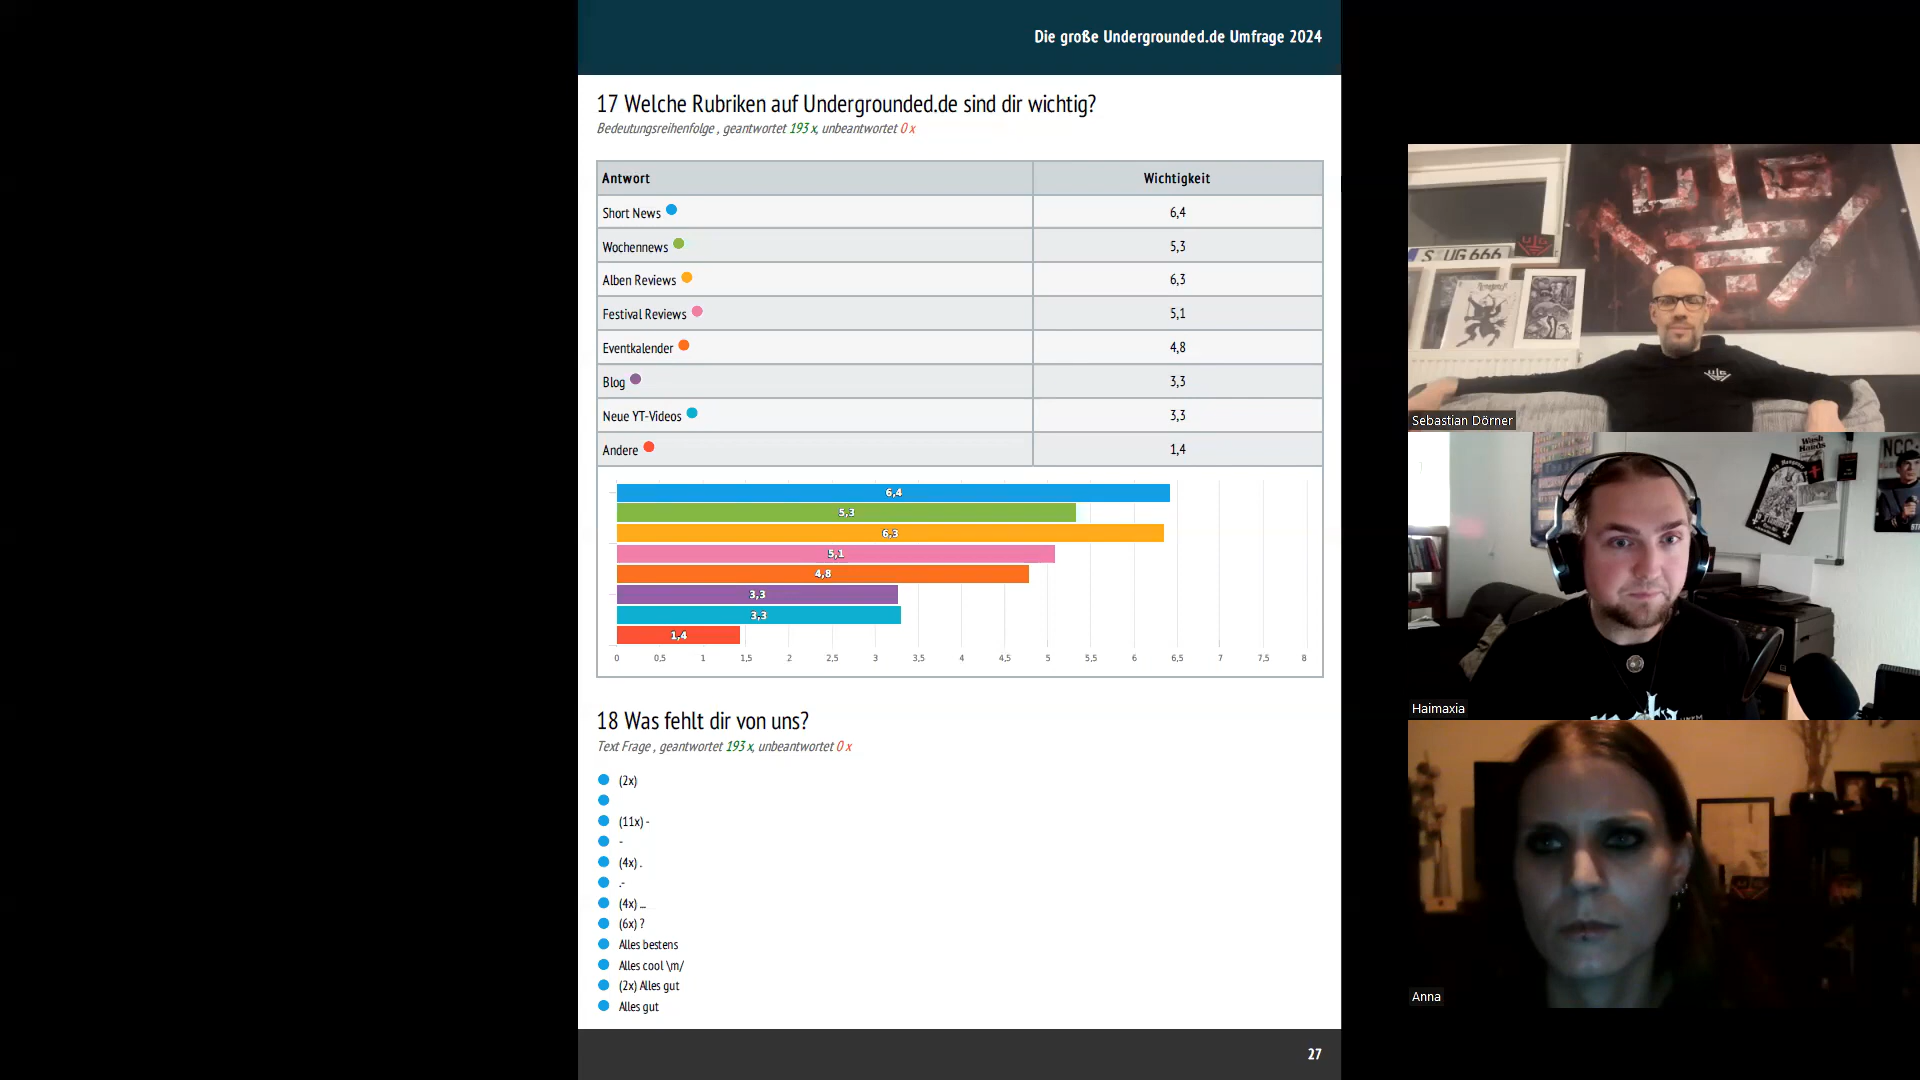 Die große Undergrounded.de Umfrage 2024
17 Welche Rubriken auf Undergrounded.de sind dir wichtig?
Bedeutungsreihenfolge , geantwortet 193 x, unbeantwortet 0 x
Antwort Wichtigkeit
Short News 6,4
Wochennews 5,3
Alben Reviews 6,3
Festival Reviews 5,1
Eventkalender 4,8
Blog 3,3
Neue YT-Videos 3,3
Andere 1,4
6,4
5,3
6,3
5,1
4,8
3,3
3,3
1,4
0 0,5 1 1,5 2 2,5 3 3,5 4 4,5 5 5,5 6 6,5 7 7,5 8
18 Was fehlt dir von uns?
Text Frage , geantwortet 193 x, unbeantwortet 0 x
(2x)
(11x) -
-
(4x) .
.-
(4x) ...
(6x) ?
Alles bestens
Alles cool \m/
(2x) Alles gut
Alles gut
27
S UG 666
Sebastian Dörner
Wash
Hands
NCC-
Haimaxia
Anna